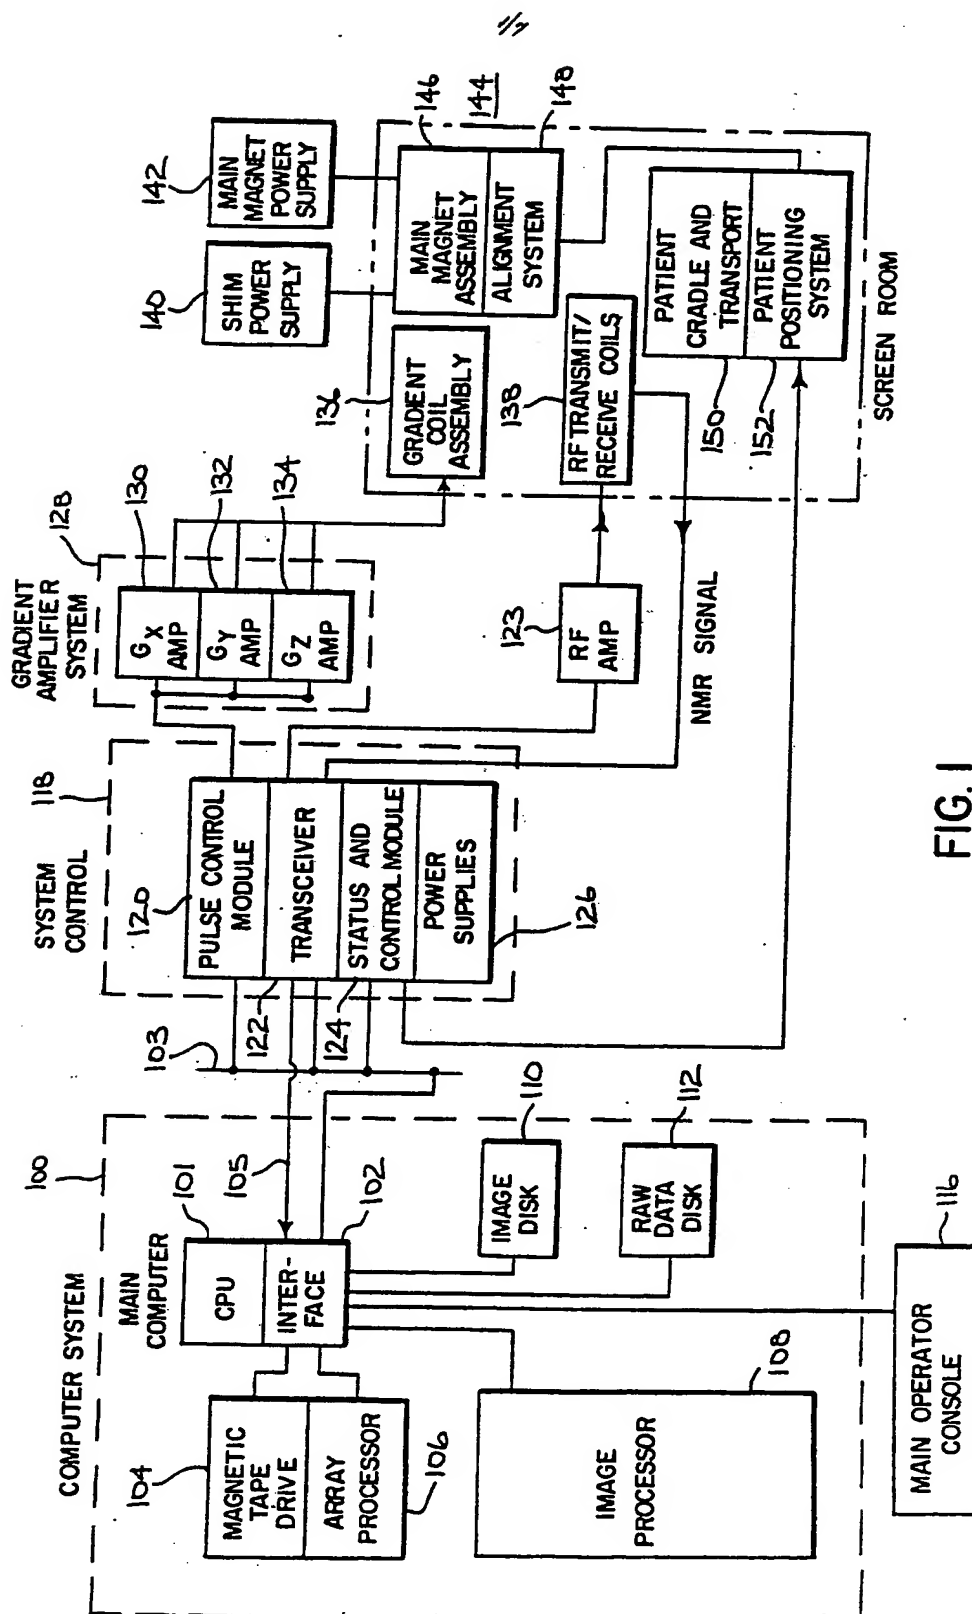 COMPUTER SYSTEM
100
MAIN
COMPUTER
101
CPU
INTER-
FACE
102
105
103
104
MAGNETIC
TAPE
DRIVE
ARRAY
PROCESSOR
106
IMAGE
PROCESSOR
108
IMAGE
DISK
110
RAW
DATA
DISK
112
MAIN OPERATOR
CONSOLE
116
SYSTEM
CONTROL
118
120
PULSE CONTROL
MODULE
122
TRANSCEIVER
124
STATUS AND
CONTROL MODULE
POWER
SUPPLIES
126
GRADIENT
AMPLIFIER
SYSTEM
128
GX
AMP
130
GY
AMP
132
GZ
AMP
134
123
RF
AMP
NMR SIGNAL
136
GRADIENT
COIL
ASSEMBLY
138
RF TRANSMIT/
RECEIVE COILS
140
SHIM
POWER
SUPPLY
142
MAIN
MAGNET
POWER
SUPPLY
144
146
MAIN
MAGNET
ASSEMBLY
ALIGNMENT
SYSTEM
148
PATIENT
CRADLE AND
TRANSPORT
150
PATIENT
POSITIONING
SYSTEM
152
SCREEN ROOM
FIG. 1